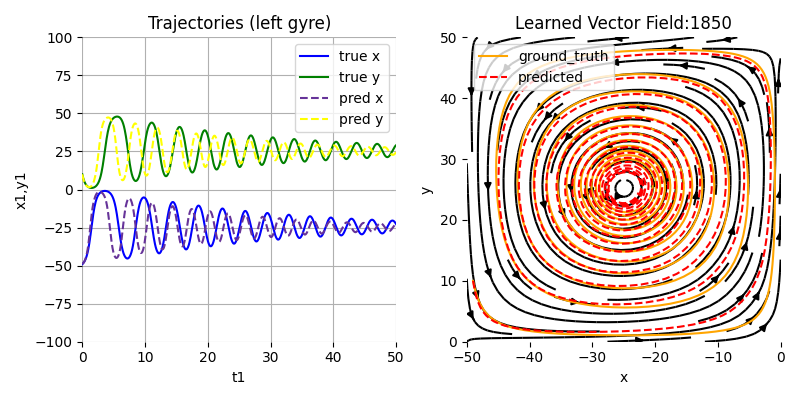 Trajectories (left gyre)
x1,y1
100
75
50
25
0
−25
−50
−75
−100
true x
true y
pred x
pred y
0
10
20
30
40
50
t1
Learned Vector Field:1850
y
50
40
30
20
10
0
ground_truth
predicted
−50
−40
−30
−20
−10
0
x